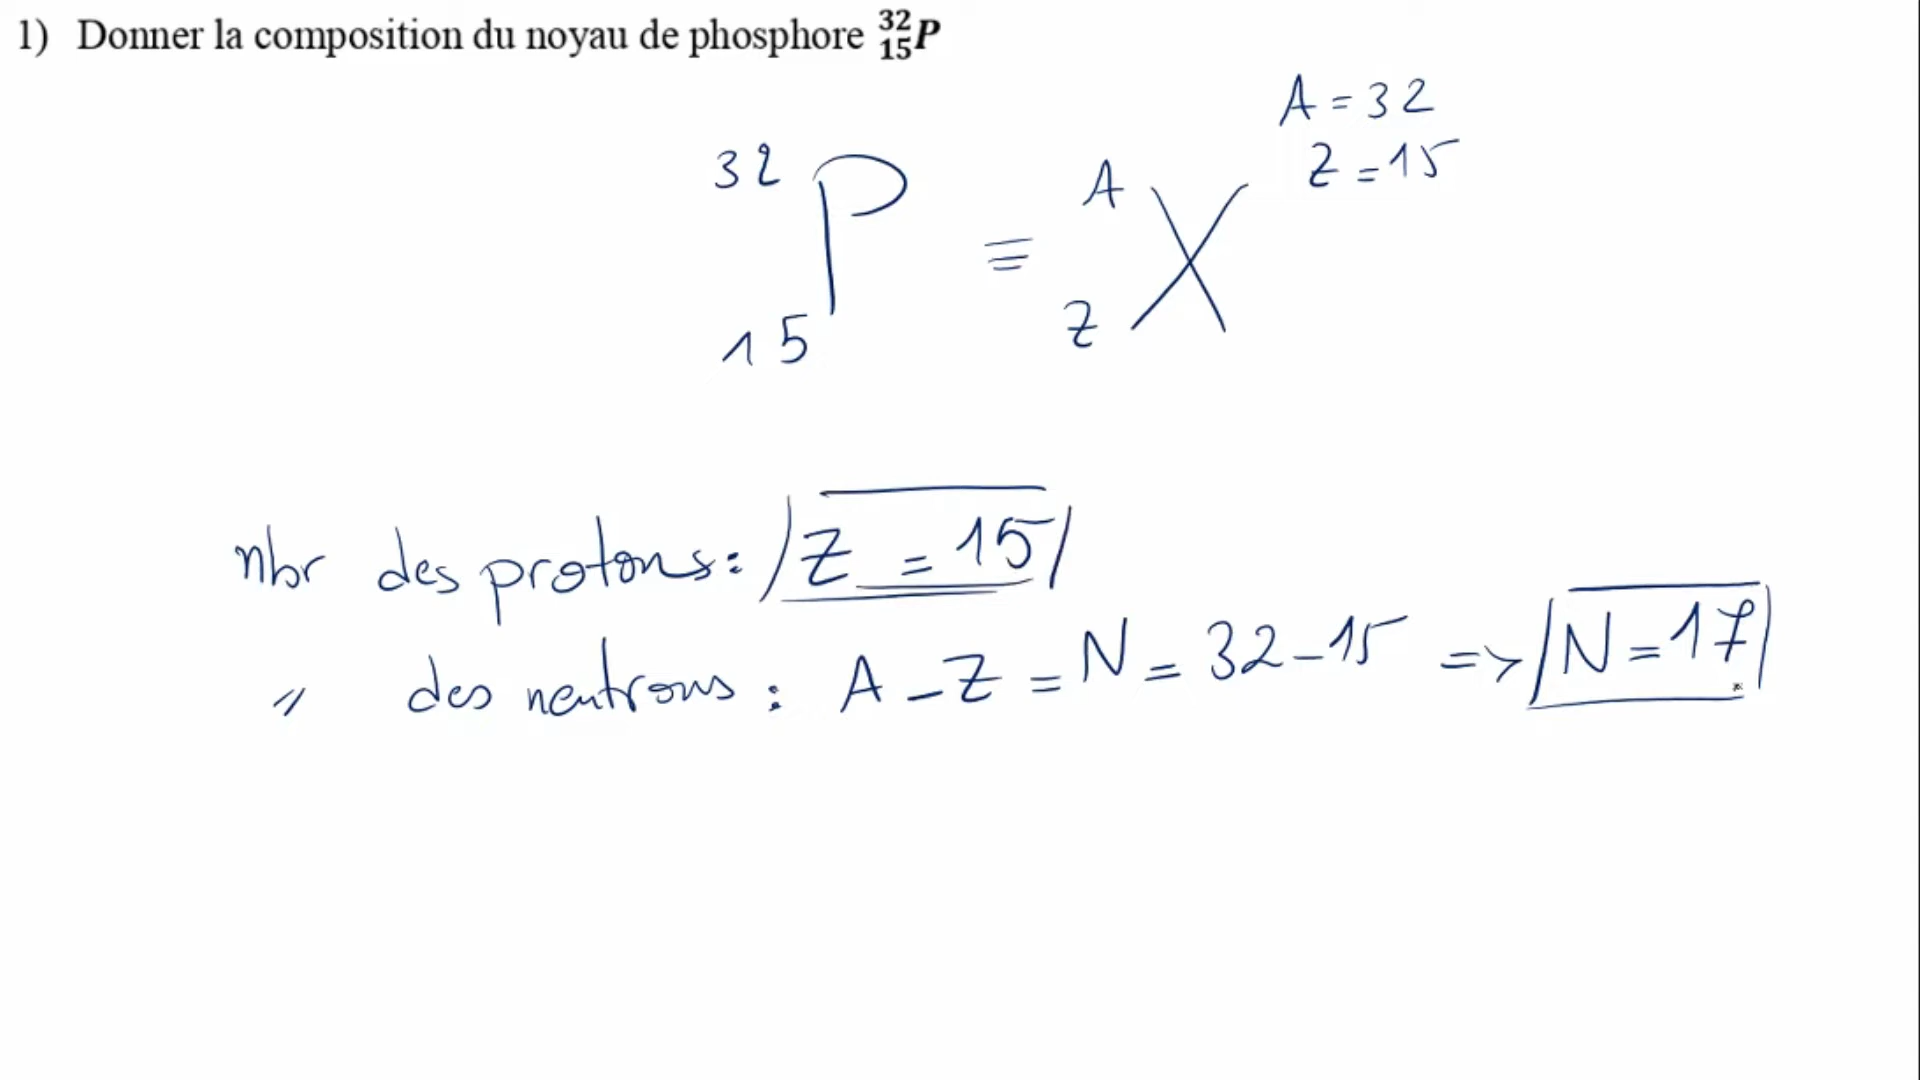 1) Donner la composition du noyau de phosphore ³²₁₅P
A = 32
Z = 15
³²₁₅P ≡ ᴬ_Z X
nbr des protons : Z = 15
〃 des neutrons : A - Z = N = 32 - 15 => N = 17